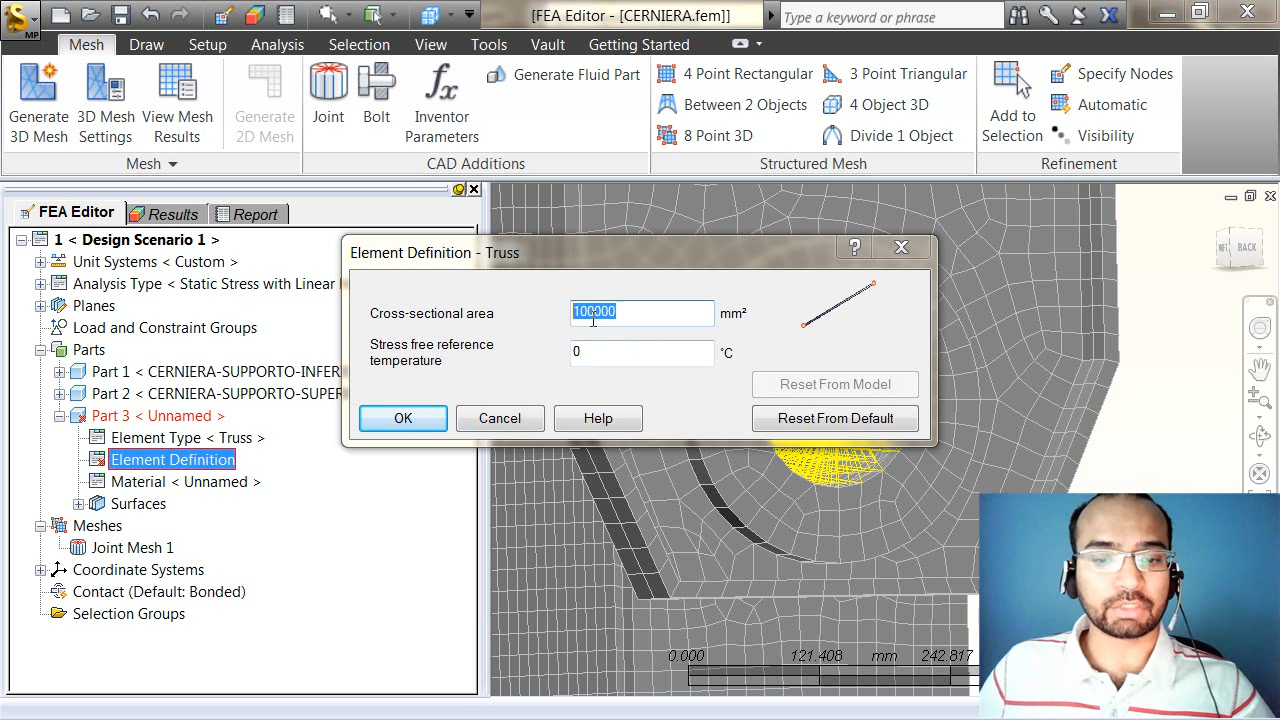 S
MP
[FEA Editor - [CERNIERA.fem]]
Type a keyword or phrase
Mesh Draw Setup Analysis Selection View Tools Vault Getting Started
Generate 3D Mesh
3D Mesh Settings
View Mesh Results
Generate 2D Mesh
Joint
Bolt
Inventor Parameters
Generate Fluid Part
4 Point Rectangul
Between 2 Objects
8 Point 3D
3 Point Triangular
4 Object 3D
Divide 1 Object
Add to Selection
Specify Nodes
Automatic
Visibility
Mesh
CAD Additions
Structured Mesh
Refinement
FEA Editor Results Report
1 < Design Scenario 1 >
Unit Systems < Custom >
Analysis Type < Static Stress with Linear
Planes
Load and Constraint Groups
Parts
Part 1 < CERNIERA-SUPPORTO-INFER
Part 2 < CERNIERA-SUPPORTO-SUPER
Part 3 < Unnamed >
Element Type < Truss >
Element Definition
Material < Unnamed >
Surfaces
Meshes
Joint Mesh 1
Coordinate Systems
Contact (Default: Bonded)
Selection Groups
Element Definition - Truss
Cross-sectional area 100000 mm²
Stress free reference temperature 0 °C
Reset From Model
OK Cancel Help Reset From Default
BACK
0.000 121.408 mm 242.817